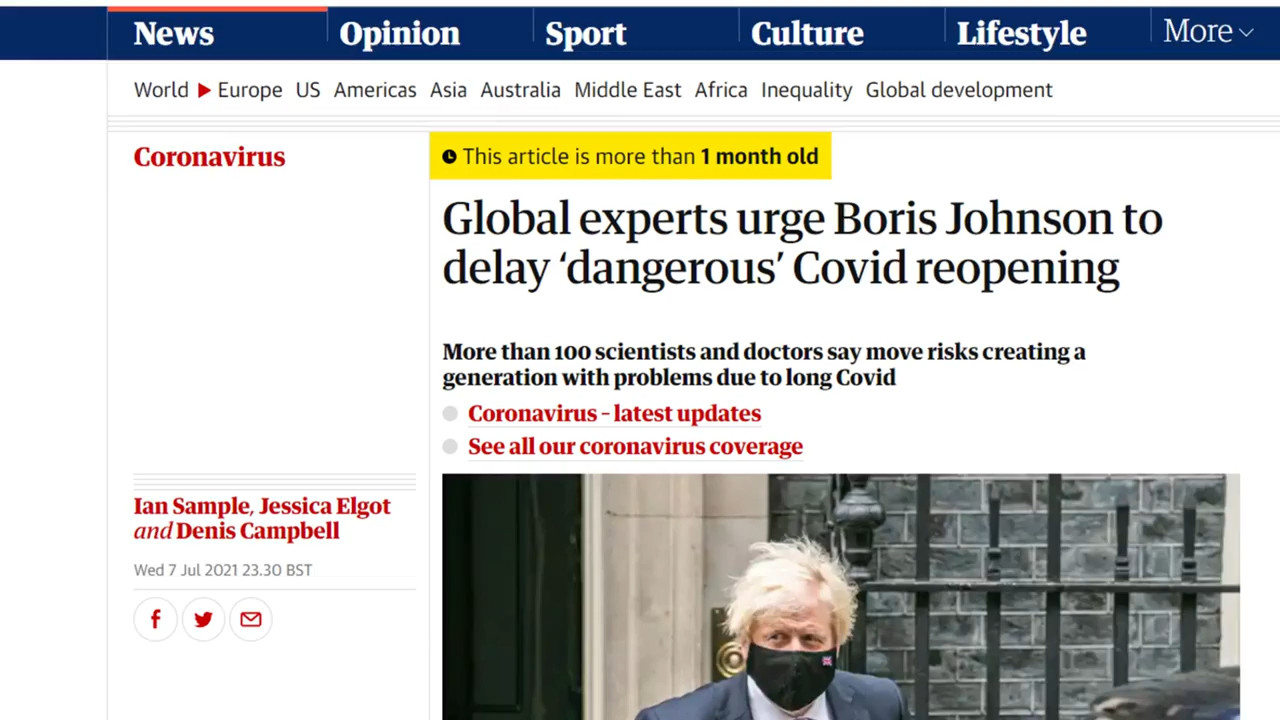 News Opinion Sport Culture Lifestyle More
World Europe US Americas Asia Australia Middle East Africa Inequality Global development
Coronavirus
This article is more than 1 month old
Global experts urge Boris Johnson to
delay ‘dangerous’ Covid reopening
More than 100 scientists and doctors say move risks creating a
generation with problems due to long Covid
Coronavirus – latest updates
See all our coronavirus coverage
Ian Sample, Jessica Elgot
and Denis Campbell
Wed 7 Jul 2021 23.30 BST